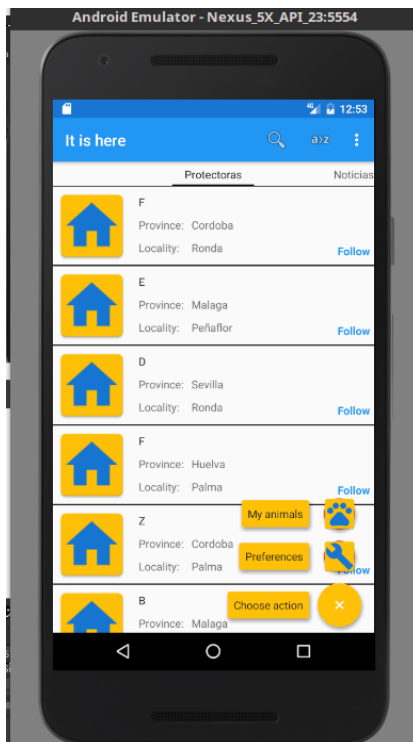 Android Emulator - Nexus_5X_API_23:5554
4G 12:53
It is here
a>z
Protectoras Noticias
F
Province: Cordoba
Locality: Ronda
Follow
E
Province: Malaga
Locality: Peñaflor
Follow
D
Province: Sevilla
Locality: Ronda
Follow
F
Province: Huelva
Locality: Palma
Follow
My animals
Z
Province: Cordoba
Preferences
Locality: Palma
B
Choose action
Province: Malaga